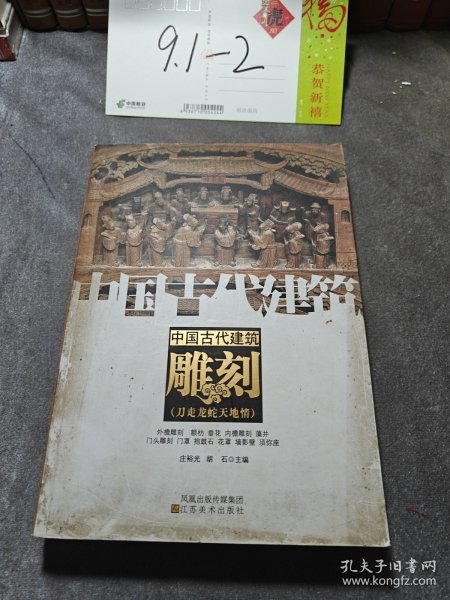 福
虎
9.1-2
中国邮政
恭贺新禧
中国古代建筑
中国古代建筑
雕刻
(刀走龙蛇天地情)
外檐雕刻 额枋 垂花 内檐雕刻 藻井
门头雕刻 门罩 抱鼓石 花罩 墙影壁 须弥座
庄裕光 胡 石◎主编
凤凰出版传媒集团
江苏美术出版社
孔夫子旧书网
www.kongfz.com